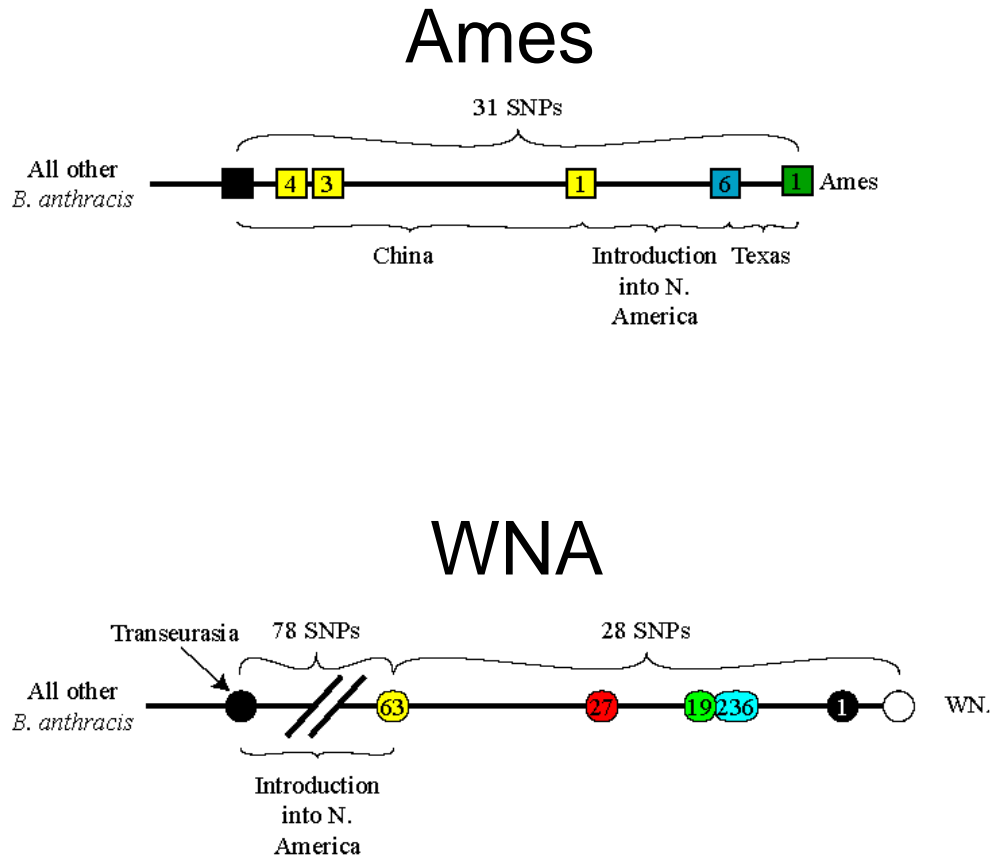 Ames
31 SNPs
All other
B. anthracis
4 3 1 6 1 Ames
China
Introduction
into N.
America
Texas
WNA
Transeurasia
78 SNPs
28 SNPs
All other
B. anthracis
63 27 19 236 1
WN.
Introduction
into N.
America